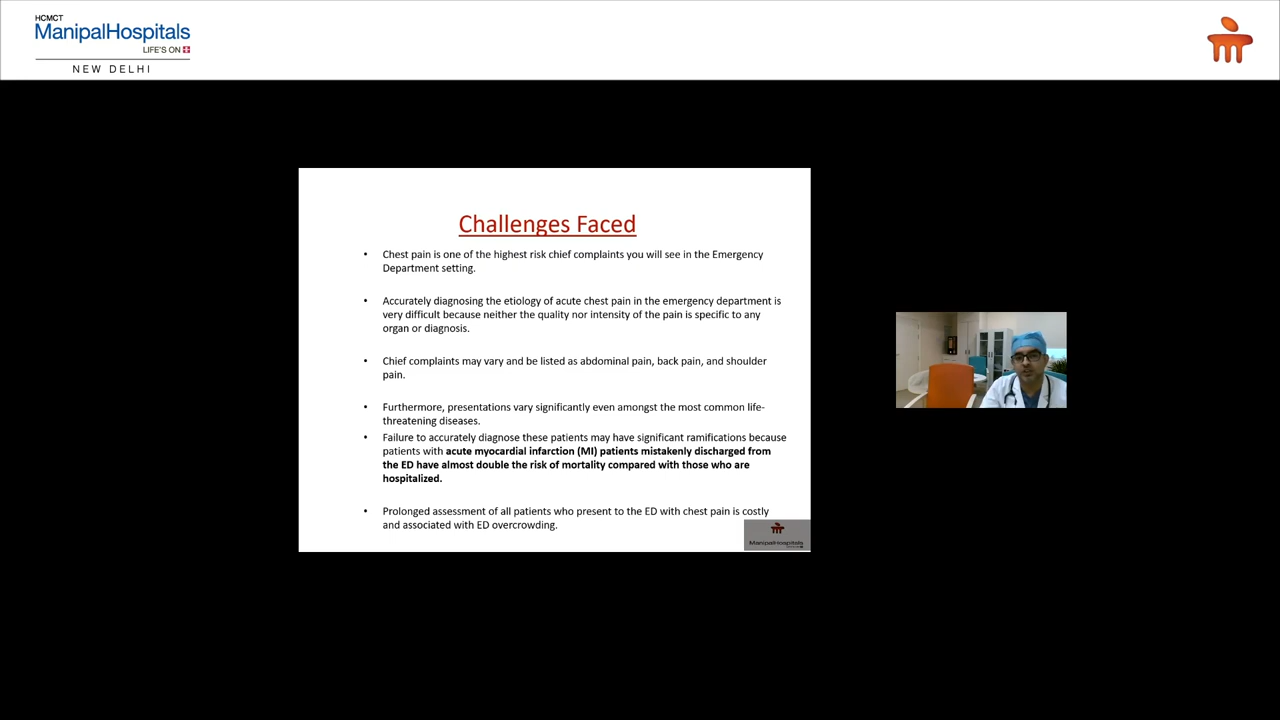 HCMCT
ManipalHospitals
LIFE'S ON
NEW DELHI
Challenges Faced
• Chest pain is one of the highest risk chief complaints you will see in the Emergency
Department setting.
• Accurately diagnosing the etiology of acute chest pain in the emergency department is
very difficult because neither the quality nor intensity of the pain is specific to any
organ or diagnosis.
• Chief complaints may vary and be listed as abdominal pain, back pain, and shoulder
pain.
• Furthermore, presentations vary significantly even amongst the most common life-
threatening diseases.
• Failure to accurately diagnose these patients may have significant ramifications because
patients with acute myocardial infarction (MI) patients mistakenly discharged from
the ED have almost double the risk of mortality compared with those who are
hospitalized.
• Prolonged assessment of all patients who present to the ED with chest pain is costly
and associated with ED overcrowding.
ManipalHospitals